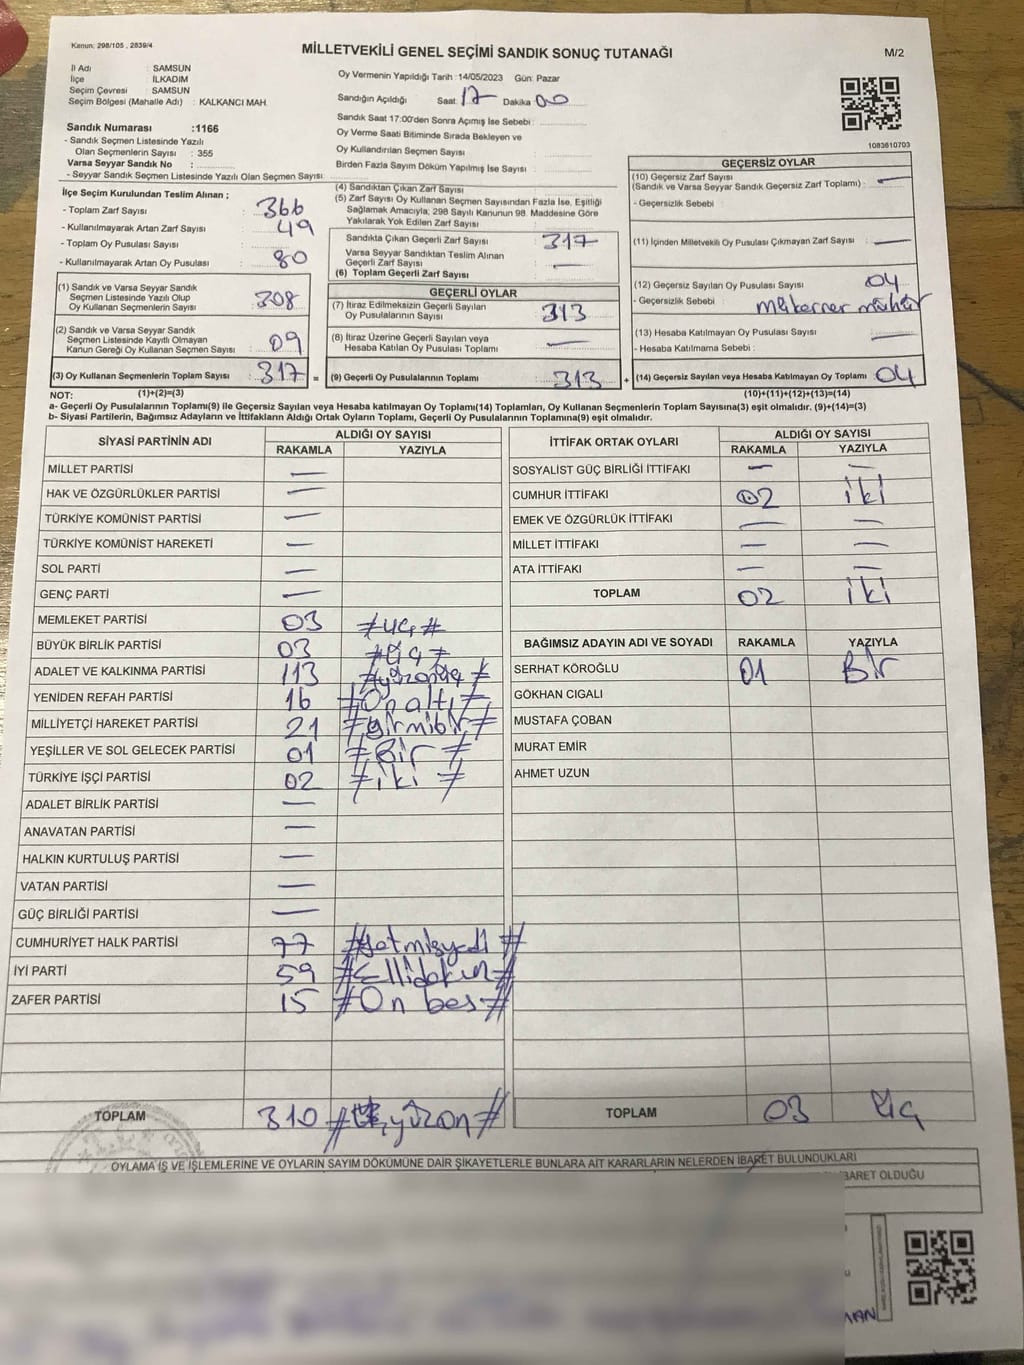 Kanun: 298/105 , 2839/4
MİLLETVEKİLİ GENEL SEÇİMİ SANDIK SONUÇ TUTANAĞI
M/2
İl Adı : SAMSUN
İlçe : İLKADIM
Seçim Çevresi : SAMSUN
Seçim Bölgesi (Mahalle Adı) : KALKANCI MAH.
Sandık Numarası :1166
- Sandık Seçmen Listesinde Yazılı
Olan Seçmenlerin Sayısı : 355
Varsa Seyyar Sandık No :
- Seyyar Sandık Seçmen Listesinde Yazılı Olan Seçmen Sayısı :
Oy Vermenin Yapıldığı Tarih :14/05/2023 Gün: Pazar
Sandığın Açıldığı Saat: 17 Dakika 00
Sandık Saat 17:00'den Sonra Açımış İse Sebebi :
Oy Verme Saati Bitiminde Sırada Bekleyen ve
Oy Kullandırılan Seçmen Sayısı :
Birden Fazla Sayım Döküm Yapılmış İse Sayısı :
1083610703
İlçe Seçim Kurulundan Teslim Alınan ;
- Toplam Zarf Sayısı : 366
- Kullanılmayarak Artan Zarf Sayısı : 49
- Toplam Oy Pusulası Sayısı :
- Kullanılmayarak Artan Oy Pusulası : 80
(1) Sandık ve Varsa Seyyar Sandık
Seçmen Listesinde Yazılı Olup
Oy Kullanan Seçmenlerin Sayısı : 308
(2) Sandık ve Varsa Seyyar Sandık
Seçmen Listesinde Kayıtlı Olmayan
Kanun Gereği Oy Kullanan Seçmen Sayısı : 09
(3) Oy Kullanan Seçmenlerin Toplam Sayısı : 317 =
(1)+(2)=(3)
(4) Sandıktan Çıkan Zarf Sayısı :
(5) Zarf Sayısı Oy Kullanan Seçmen Sayısından Fazla İse, Eşitliği
Sağlamak Amacıyla; 298 Sayılı Kanunun 98. Maddesine Göre
Yakılarak Yok Edilen Zarf Sayısı :
Sandıkta Çıkan Geçerli Zarf Sayısı : 317
Varsa Seyyar Sandıktan Teslim Alınan
Geçerli Zarf Sayısı : —
(6) Toplam Geçerli Zarf Sayısı :
GEÇERLİ OYLAR
(7) İtiraz Edilmeksizin Geçerli Sayılan
Oy Pusulalarının Sayısı : 313
(8) İtiraz Üzerine Geçerli Sayılan veya
Hesaba Katılan Oy Pusulası Toplamı : —
(9) Geçerli Oy Pusulalarının Toplamı : 313 +
GEÇERSİZ OYLAR
(10) Geçersiz Zarf Sayısı : —
(Sandık ve Varsa Seyyar Sandık Geçersiz Zarf Toplamı) :
- Geçersizlik Sebebi :
(11) İçinden Milletvekili Oy Pusulası Çıkmayan Zarf Sayısı : —
(12) Geçersiz Sayılan Oy Pusulası Sayısı : 04
- Geçersizlik Sebebi : mükerrer mühür
(13) Hesaba Katılmayan Oy Pusulası Sayısı : —
- Hesaba Katılmama Sebebi :
(14) Geçersiz Sayılan veya Hesaba Katılmayan Oy Toplamı : 04
(10)+(11)+(12)+(13)=(14)
NOT:
a- Geçerli Oy Pusulalarının Toplamı(9) ile Geçersiz Sayılan veya Hesaba katılmayan Oy Toplamı(14) Toplamları, Oy Kullanan Seçmenlerin Toplam Sayısına(3) eşit olmalıdır. (9)+(14)=(3)
b- Siyasi Partilerin, Bağımsız Adayların ve İttifakların Aldığı Oyların Toplamı, Geçerli Oy Pusulalarının Toplamına(9) eşit olmalıdır.
SİYASİ PARTİNİN ADI
ALDIĞI OY SAYISI
RAKAMLA YAZIYLA
MİLLET PARTİSİ —
HAK VE ÖZGÜRLÜKLER PARTİSİ —
TÜRKİYE KOMÜNİST PARTİSİ —
TÜRKİYE KOMÜNİST HAREKETİ —
SOL PARTİ —
GENÇ PARTİ —
MEMLEKET PARTİSİ 03 #üç#
BÜYÜK BİRLİK PARTİSİ 03 #üç#
ADALET VE KALKINMA PARTİSİ 113 #yüzonüç#
YENİDEN REFAH PARTİSİ 16 #On altı#
MİLLİYETÇİ HAREKET PARTİSİ 21 #yirmibir#
YEŞİLLER VE SOL GELECEK PARTİSİ 01 #Bir#
TÜRKİYE İŞÇİ PARTİSİ 02 #iki#
ADALET BİRLİK PARTİSİ —
ANAVATAN PARTİSİ —
HALKIN KURTULUŞ PARTİSİ —
VATAN PARTİSİ —
GÜÇ BİRLİĞİ PARTİSİ —
CUMHURİYET HALK PARTİSİ 77 #yetmişyedi#
İYİ PARTİ 59 #Ellidokuz#
ZAFER PARTİSİ 15 #On beş#
TOPLAM 310 #üçyüzon#
İTTİFAK ORTAK OYLARI
ALDIĞI OY SAYISI
RAKAMLA YAZIYLA
SOSYALİST GÜÇ BİRLİĞİ İTTİFAKI — —
CUMHUR İTTİFAKI 02 iki
EMEK VE ÖZGÜRLÜK İTTİFAKI — —
MİLLET İTTİFAKI — —
ATA İTTİFAKI — —
TOPLAM 02 iki
BAĞIMSIZ ADAYIN ADI VE SOYADI RAKAMLA YAZIYLA
SERHAT KÖROĞLU 01 Bir
GÖKHAN CIGALI
MUSTAFA ÇOBAN
MURAT EMİR
AHMET UZUN
TOPLAM 03 üç
OYLAMA İŞ VE İŞLEMLERİNE VE OYLARIN SAYIM DÖKÜMÜNE DAİR ŞİKAYETLERLE BUNLARA AİT KARARLARIN NELERDEN İBARET BULUNDUKLARI
BARET OLDUĞU